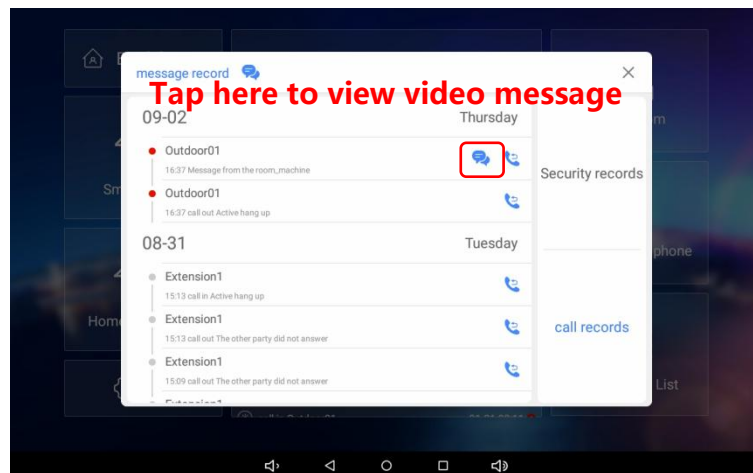 message record
Tap here to view video message
09-02 Thursday
Outdoor01
16:37 Message from the room_machine
Outdoor01
16:37 call out Active hang up
08-31 Tuesday
Extension1
15:13 call in Active hang up
Extension1
15:13 call out The other party did not answer
Extension1
15:09 call out The other party did not answer
Extension1
Security records
call records
Sm
Home
m
phone
List